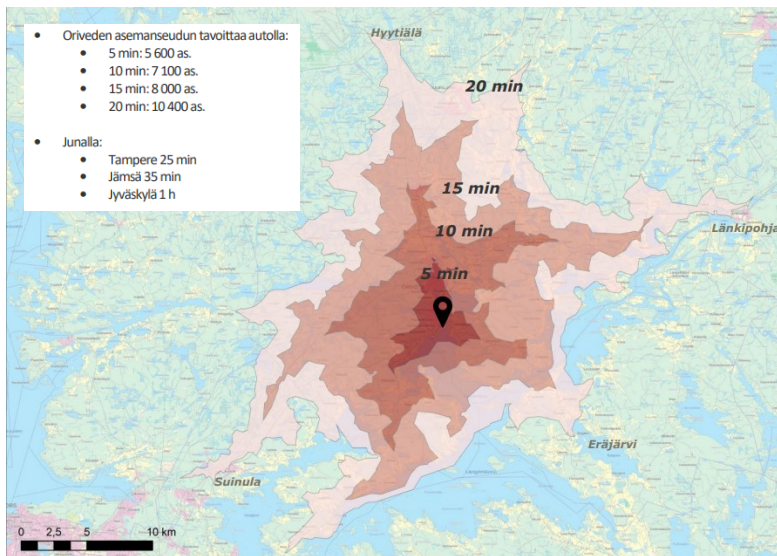 • Oriveden asemanseudun tavoittaa autolla:
• 5 min: 5 600 as.
• 10 min: 7 100 as.
• 15 min: 8 000 as.
• 20 min: 10 400 as.
• Junalla:
• Tampere 25 min
• Jämsä 35 min
• Jyväskylä 1 h
Hyytiälä
20 min
15 min
Länkipohja
10 min
5 min
Eräjärvi
Suinula
0 2,5 5 10 km